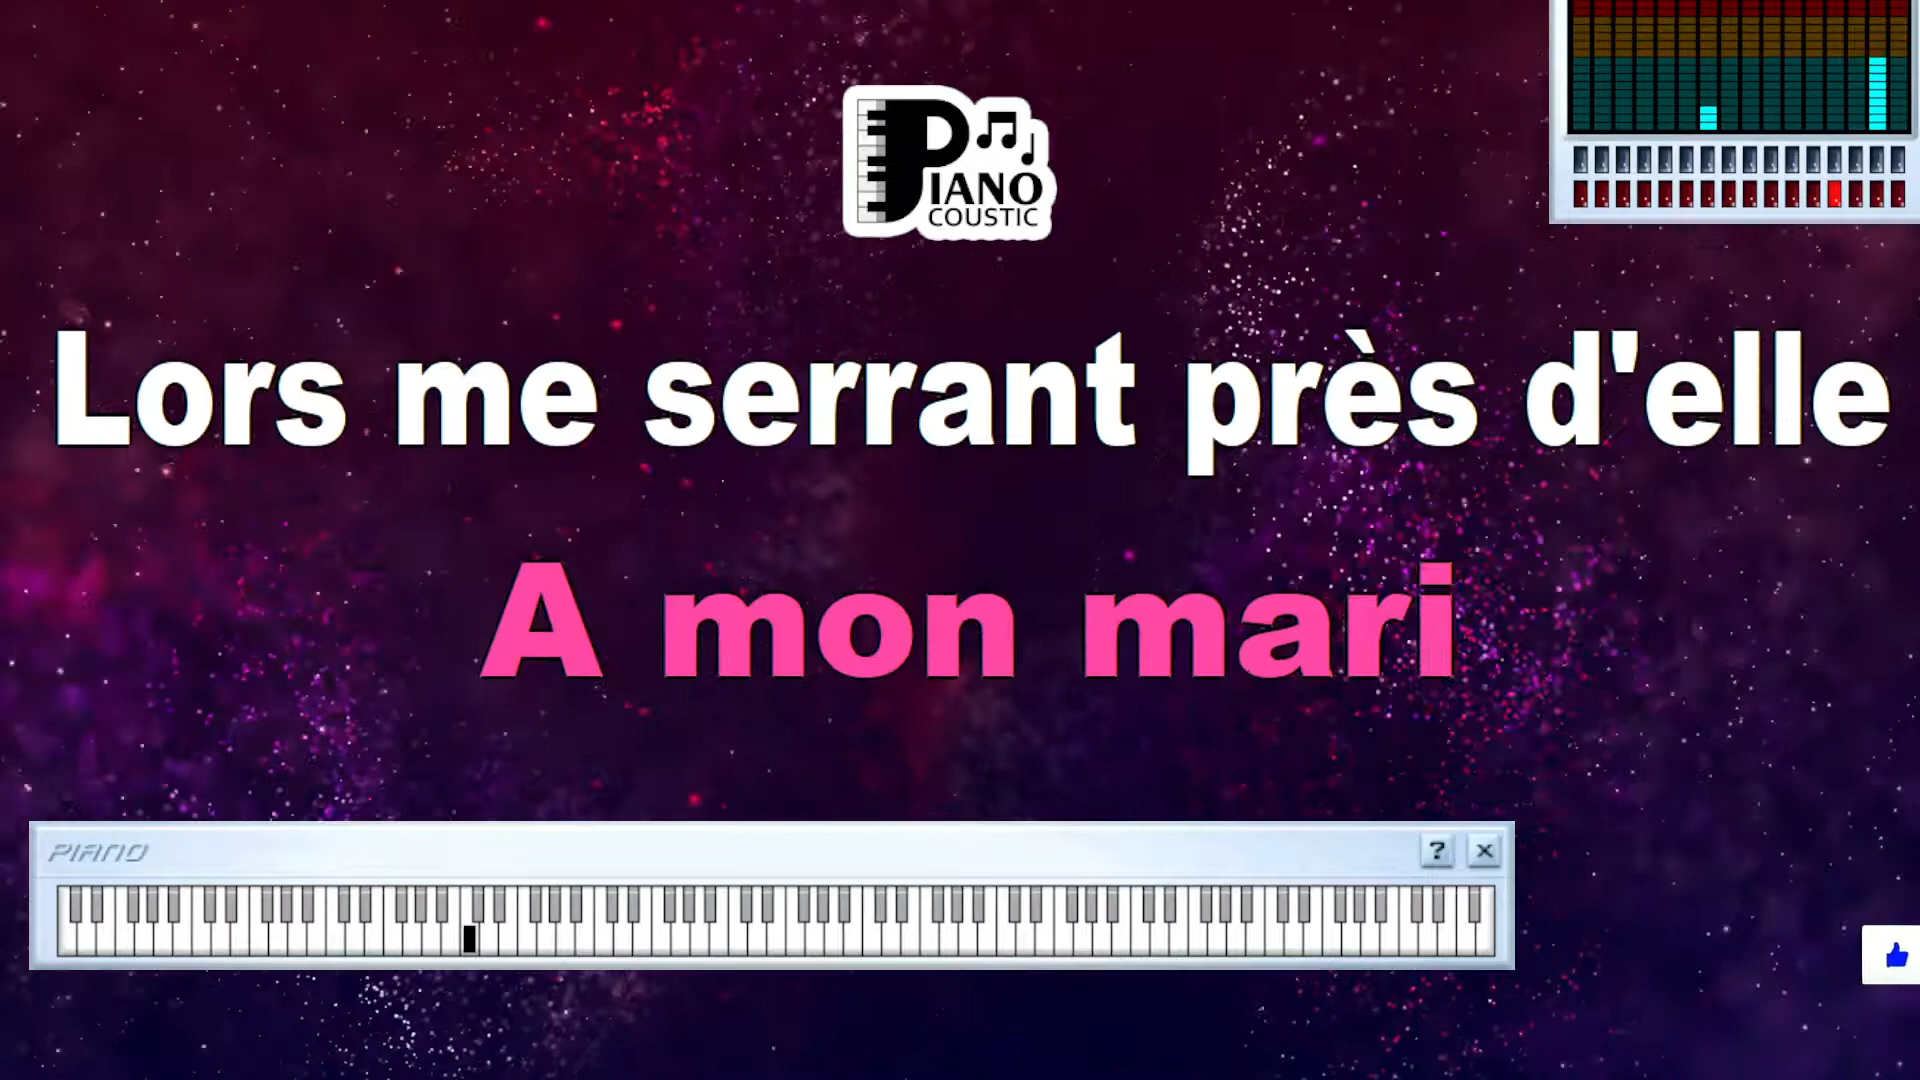 PIANO
COUSTIC
Lors me serrant près d'elle
A mon mari
PIANO
?